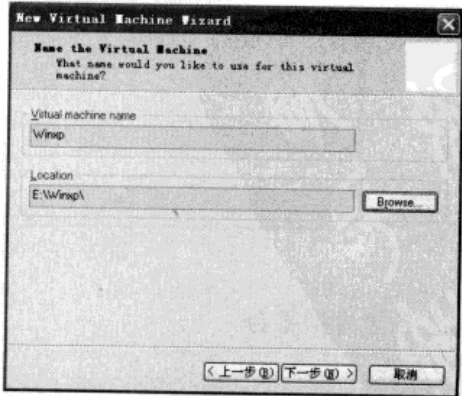 New Virtual Machine Wizard
Name the Virtual Machine
What name would you like to use for this virtual
machine?
Virtual machine name
Winxp
Location
E:\Winxp\
Browse...
< 上一步(B) 下一步(N) > 取消